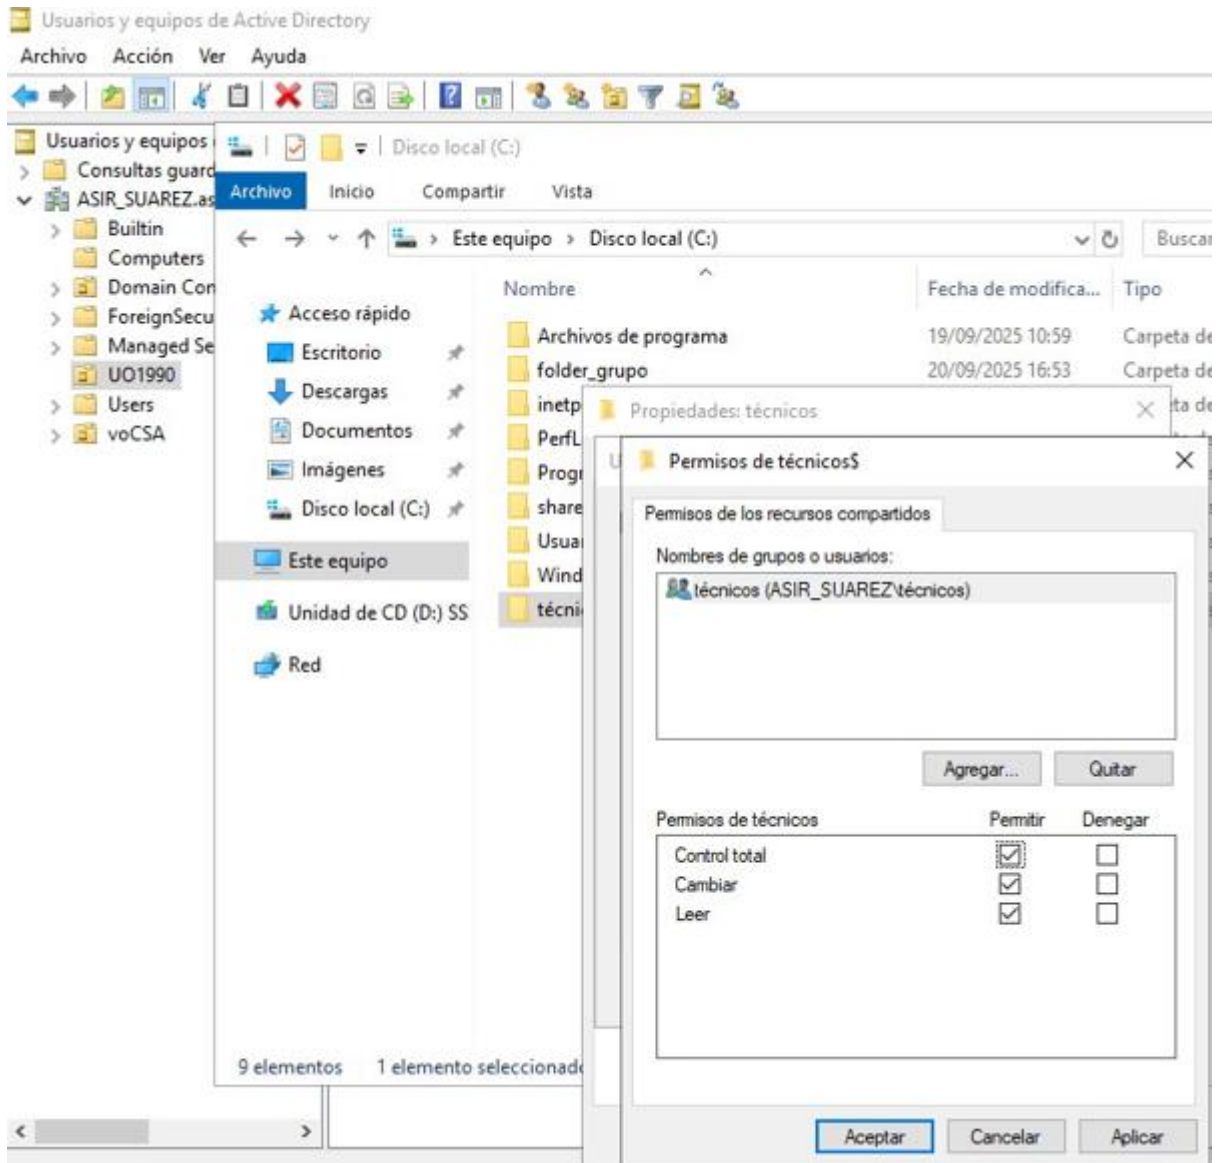 Usuarios y equipos de Active Directory
Archivo Acción Ver Ayuda
Usuarios y equipos
Consultas guard
ASIR_SUAREZ.as
Builtin
Computers
Domain Con
ForeignSecu
Managed Se
UO1990
Users
voCSA
Disco local (C:)
Archivo Inicio Compartir Vista
Este equipo > Disco local (C:)
Buscar
Acceso rápido
Escritorio
Descargas
Documentos
Imágenes
Disco local (C:)
Este equipo
Unidad de CD (D:) SS
Red
Nombre Fecha de modifica... Tipo
Archivos de programa 19/09/2025 10:59 Carpeta de
folder_grupo 20/09/2025 16:53 Carpeta de
inetp
PerfL
Progr
share
Usuar
Wind
técni
9 elementos 1 elemento seleccionad
Propiedades: técnicos
Permisos de técnicos$
Permisos de los recursos compartidos
Nombres de grupos o usuarios:
técnicos (ASIR_SUAREZ\técnicos)
Agregar... Quitar
Permisos de técnicos Permitir Denegar
Control total
Cambiar
Leer
Aceptar Cancelar Aplicar